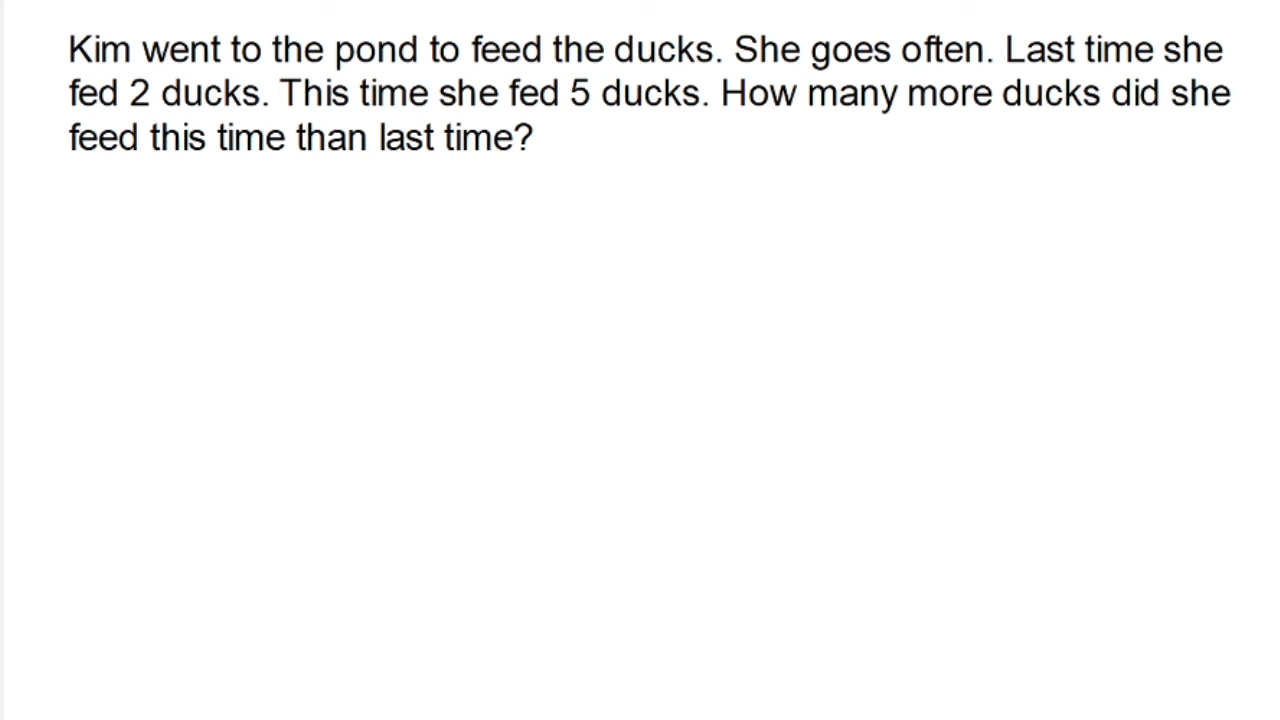 Kim went to the pond to feed the ducks. She goes often. Last time she
fed 2 ducks. This time she fed 5 ducks. How many more ducks did she
feed this time than last time?